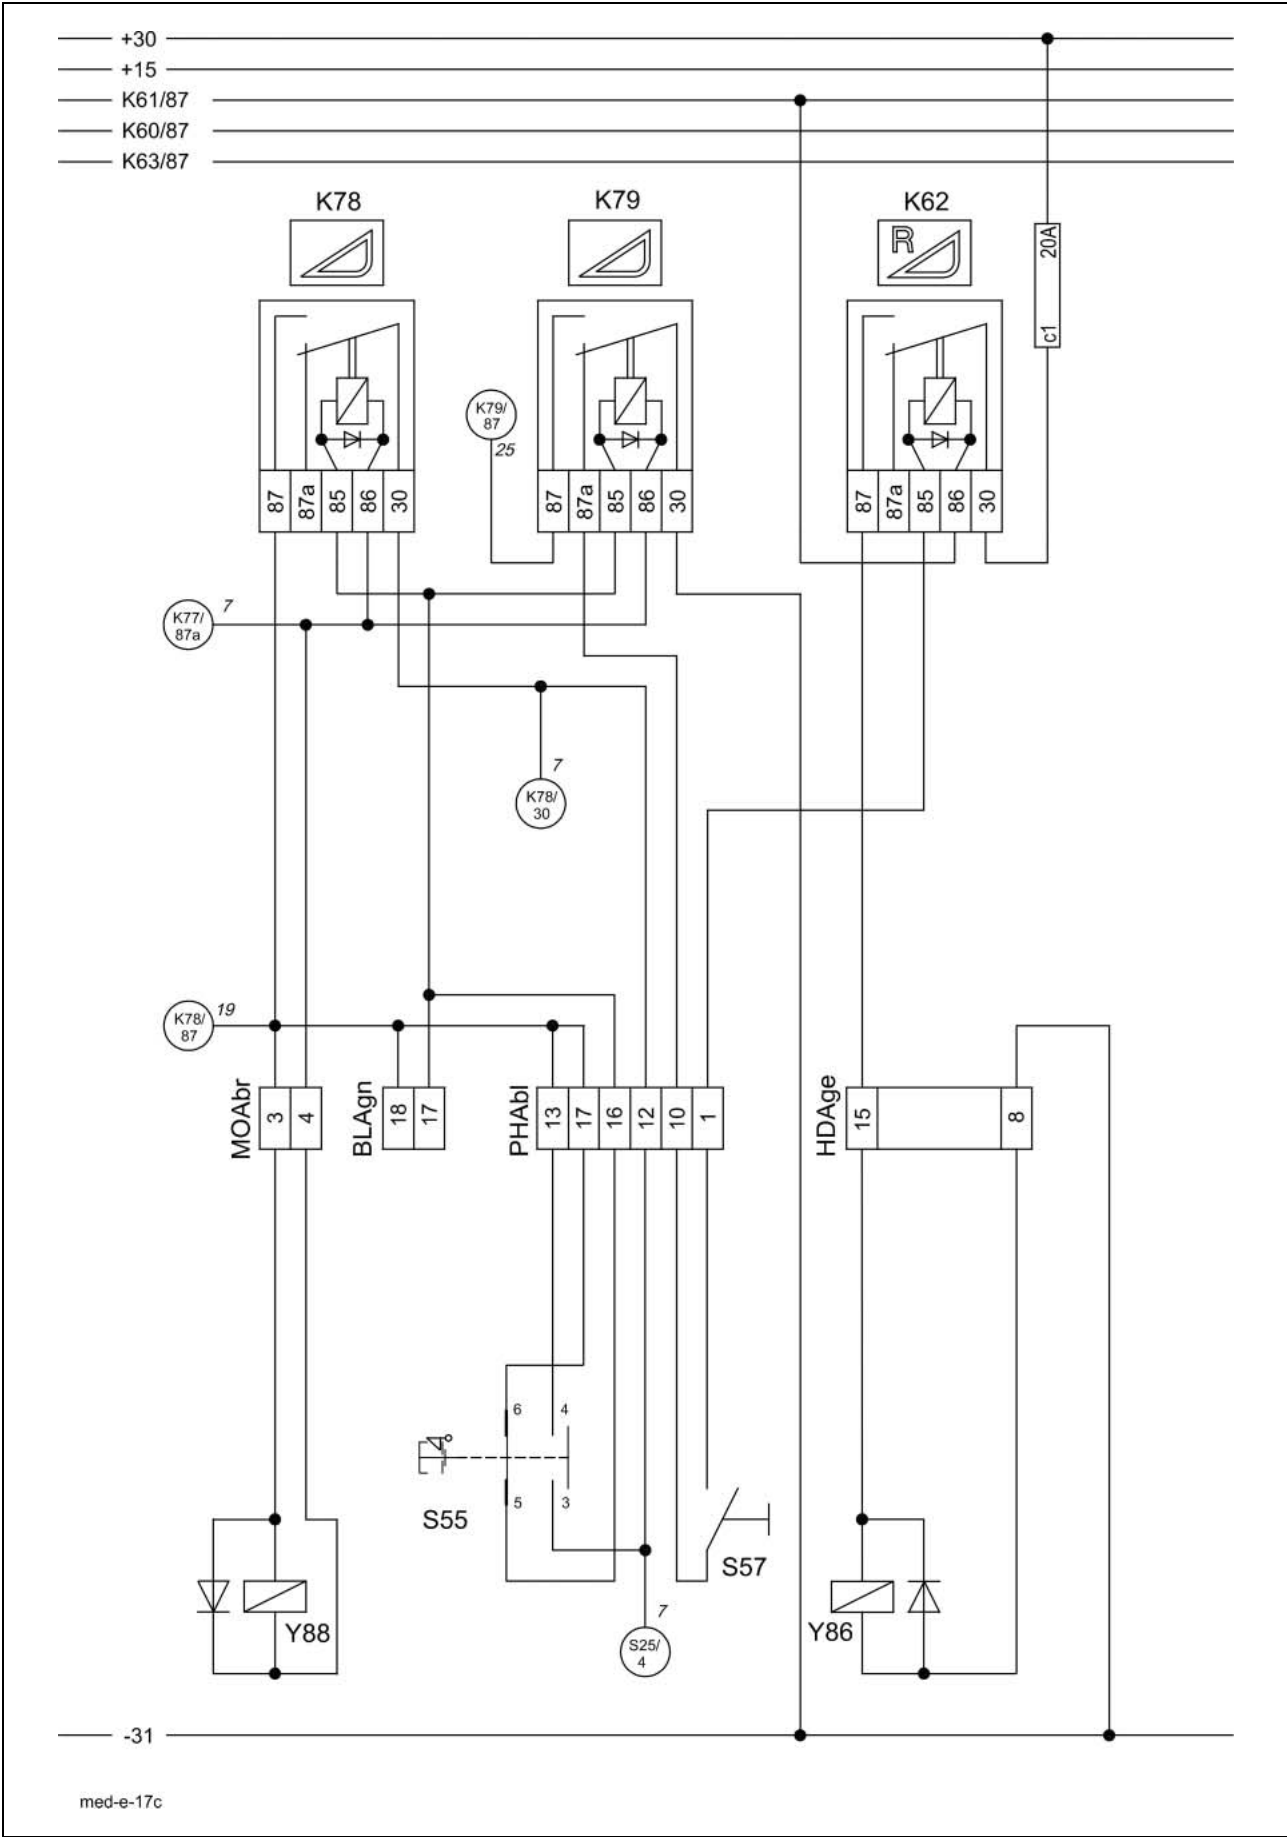 +30
+15
K61/87
K60/87
K63/87
K78
K79
K62
R
20A
c1
K79/
87
25
87
87a
85
86
30
87
87a
85
86
30
87
87a
85
86
30
K77/
87a
7
7
K78/
30
K78/
87
19
MOAbr
3
4
BLAgn
18
17
PHAbl
13
17
16
12
10
1
HDAge
15
8
6
4
5
3
S55
S57
Y88
7
S25/
4
Y86
-31
med-e-17c